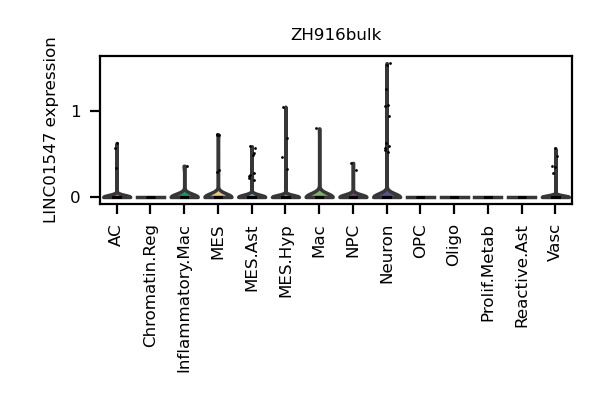 ZH916bulk
LINC01547 expression
1
0
AC
Chromatin.Reg
Inflammatory.Mac
MES
MES.Ast
MES.Hyp
Mac
NPC
Neuron
OPC
Oligo
Prolif.Metab
Reactive.Ast
Vasc